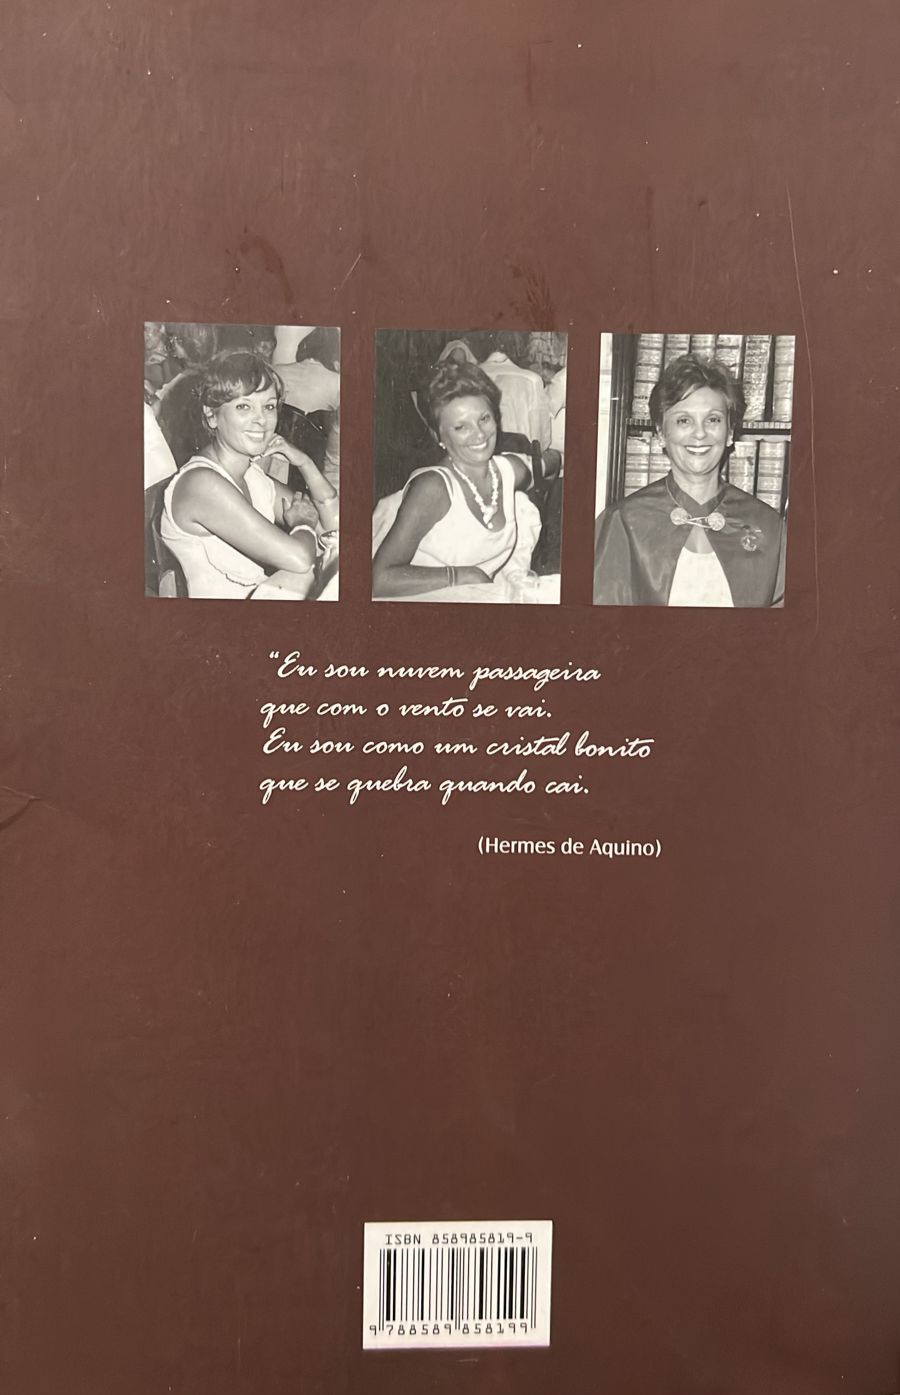 “Eu sou nuvem passageira
que com o vento se vai.
Eu sou como um cristal bonito
que se quebra quando cai.
(Hermes de Aquino)
ISBN 858985819-9
9 788589 858199